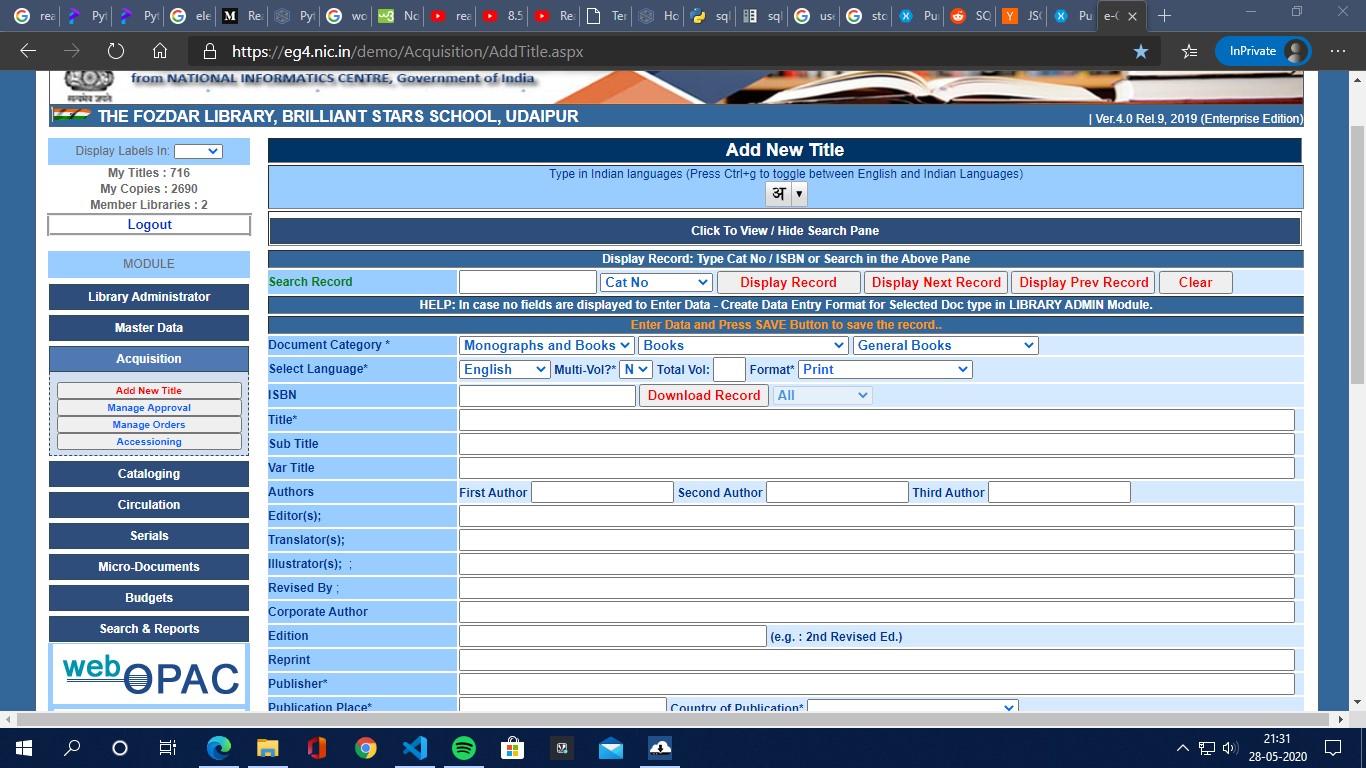 rea
Pyt
Pyt
ele
Rea
Pyt
wo
No
rea
8.5
Rea
Ter
Ho
sql
sql
use
sto
Pu
SQ
JSO
Pu
e-G
https://eg4.nic.in/demo/Acquisition/AddTitle.aspx
InPrivate
from NATIONAL INFORMATICS CENTRE, Government of India
सत्यमेव जयते
THE FOZDAR LIBRARY, BRILLIANT STARS SCHOOL, UDAIPUR
| Ver.4.0 Rel.9, 2019 (Enterprise Edition)
Display Labels In:
My Titles : 716
My Copies : 2690
Member Libraries : 2
Logout
MODULE
Library Administrator
Master Data
Acquisition
Add New Title
Manage Approval
Manage Orders
Accessioning
Cataloging
Circulation
Serials
Micro-Documents
Budgets
Search & Reports
web OPAC
Add New Title
Type in Indian languages (Press Ctrl+g to toggle between English and Indian Languages)
अ
Click To View / Hide Search Pane
Display Record: Type Cat No / ISBN or Search in the Above Pane
Search Record Cat No Display Record Display Next Record Display Prev Record Clear
HELP: In case no fields are displayed to Enter Data - Create Data Entry Format for Selected Doc type in LIBRARY ADMIN Module.
Enter Data and Press SAVE Button to save the record..
Document Category * Monographs and Books Books General Books
Select Language* English Multi-Vol?* N Total Vol: Format* Print
ISBN Download Record All
Title*
Sub Title
Var Title
Authors First Author Second Author Third Author
Editor(s);
Translator(s);
Illustrator(s); ;
Revised By ;
Corporate Author
Edition (e.g. : 2nd Revised Ed.)
Reprint
Publisher*
Publication Place* Country of Publication*
21:31
28-05-2020